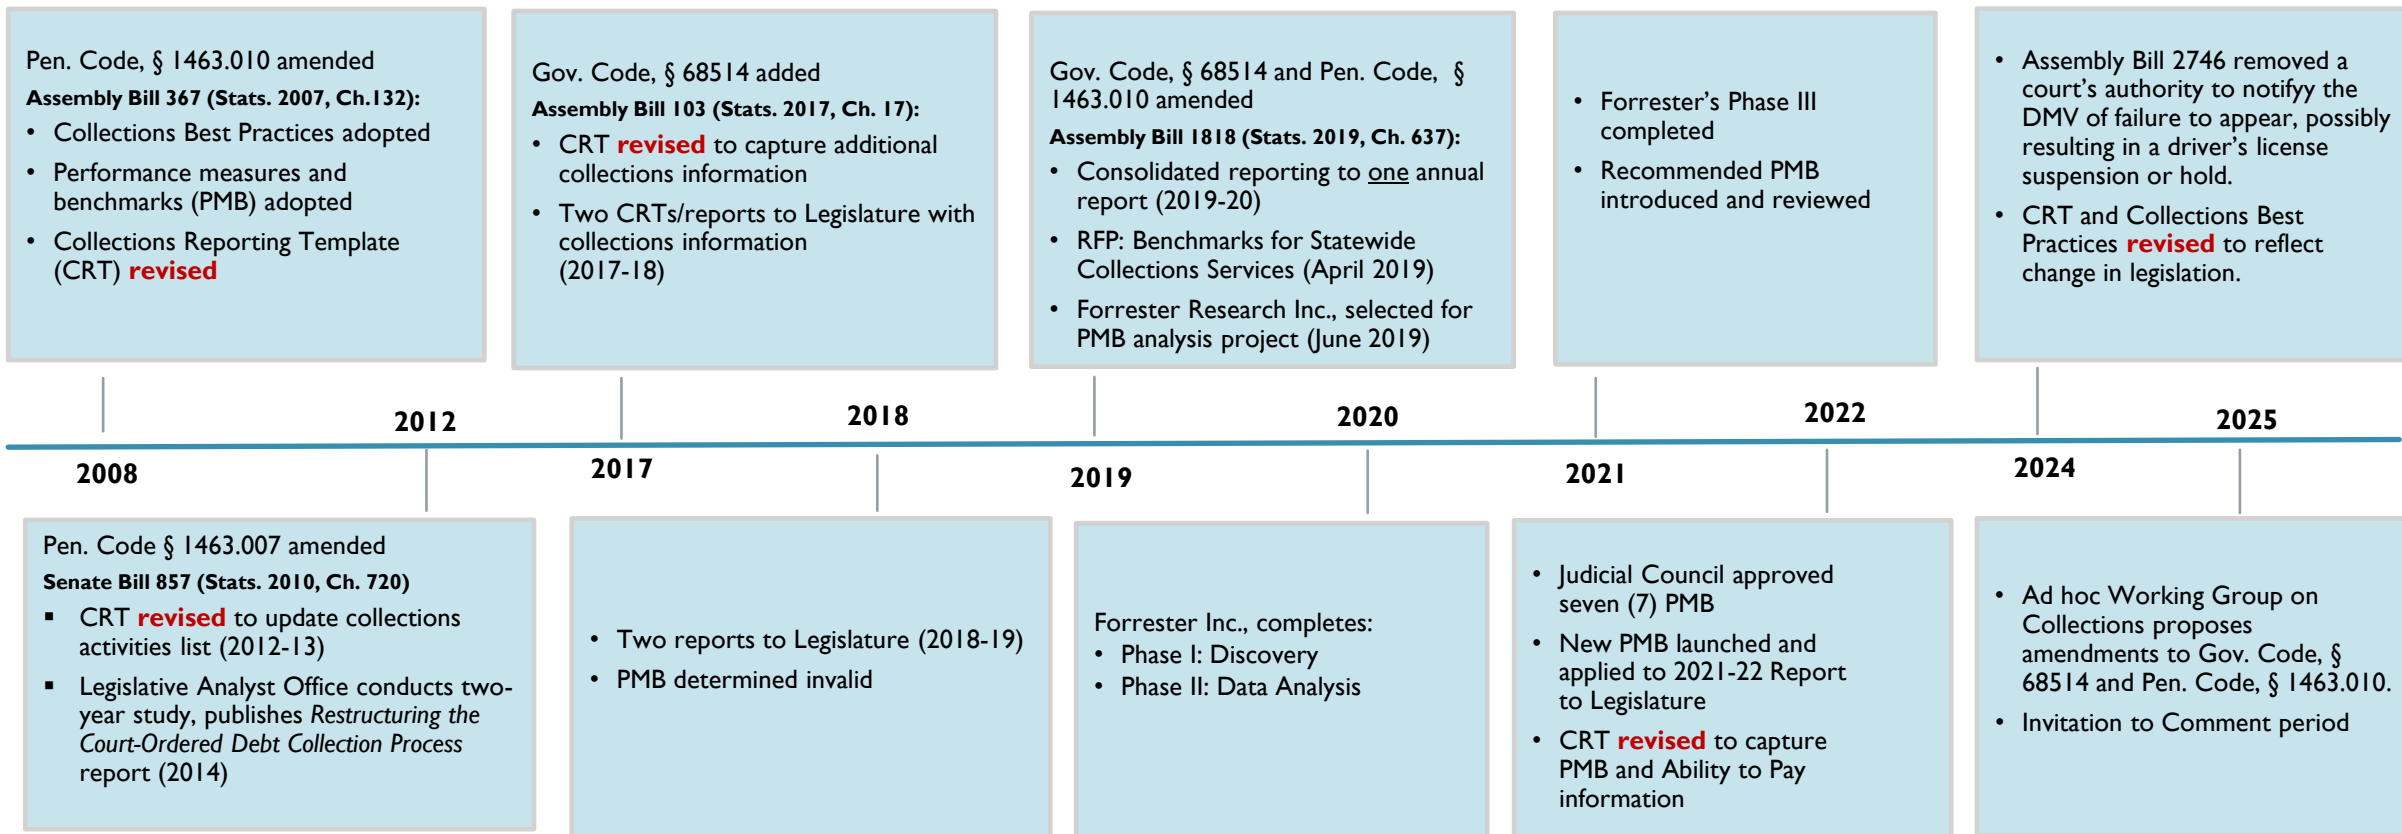 Pen. Code, § 1463.010 amended
Assembly Bill 367 (Stats. 2007, Ch.132):
• Collections Best Practices adopted
• Performance measures and
benchmarks (PMB) adopted
• Collections Reporting Template
(CRT) revised
Gov. Code, § 68514 added
Assembly Bill 103 (Stats. 2017, Ch. 17):
• CRT revised to capture additional
collections information
• Two CRTs/reports to Legislature with
collections information
(2017-18)
Gov. Code, § 68514 and Pen. Code, §
1463.010 amended
Assembly Bill 1818 (Stats. 2019, Ch. 637):
• Consolidated reporting to one annual
report (2019-20)
• RFP: Benchmarks for Statewide
Collections Services (April 2019)
• Forrester Research Inc., selected for
PMB analysis project (June 2019)
• Forrester's Phase III
completed
• Recommended PMB
introduced and reviewed
• Assembly Bill 2746 removed a
court's authority to notifyy the
DMV of failure to appear, possibly
resulting in a driver's license
suspension or hold.
• CRT and Collections Best
Practices revised to reflect
change in legislation.
2012
2018
2020
2022
2025
2008
2017
2019
2021
2024
Pen. Code § 1463.007 amended
Senate Bill 857 (Stats. 2010, Ch. 720)
▪ CRT revised to update collections
activities list (2012-13)
▪ Legislative Analyst Office conducts two-
year study, publishes Restructuring the
Court-Ordered Debt Collection Process
report (2014)
• Two reports to Legislature (2018-19)
• PMB determined invalid
Forrester Inc., completes:
• Phase I: Discovery
• Phase II: Data Analysis
• Judicial Council approved
seven (7) PMB
• New PMB launched and
applied to 2021-22 Report
to Legislature
• CRT revised to capture
PMB and Ability to Pay
information
• Ad hoc Working Group on
Collections proposes
amendments to Gov. Code, §
68514 and Pen. Code, § 1463.010.
• Invitation to Comment period